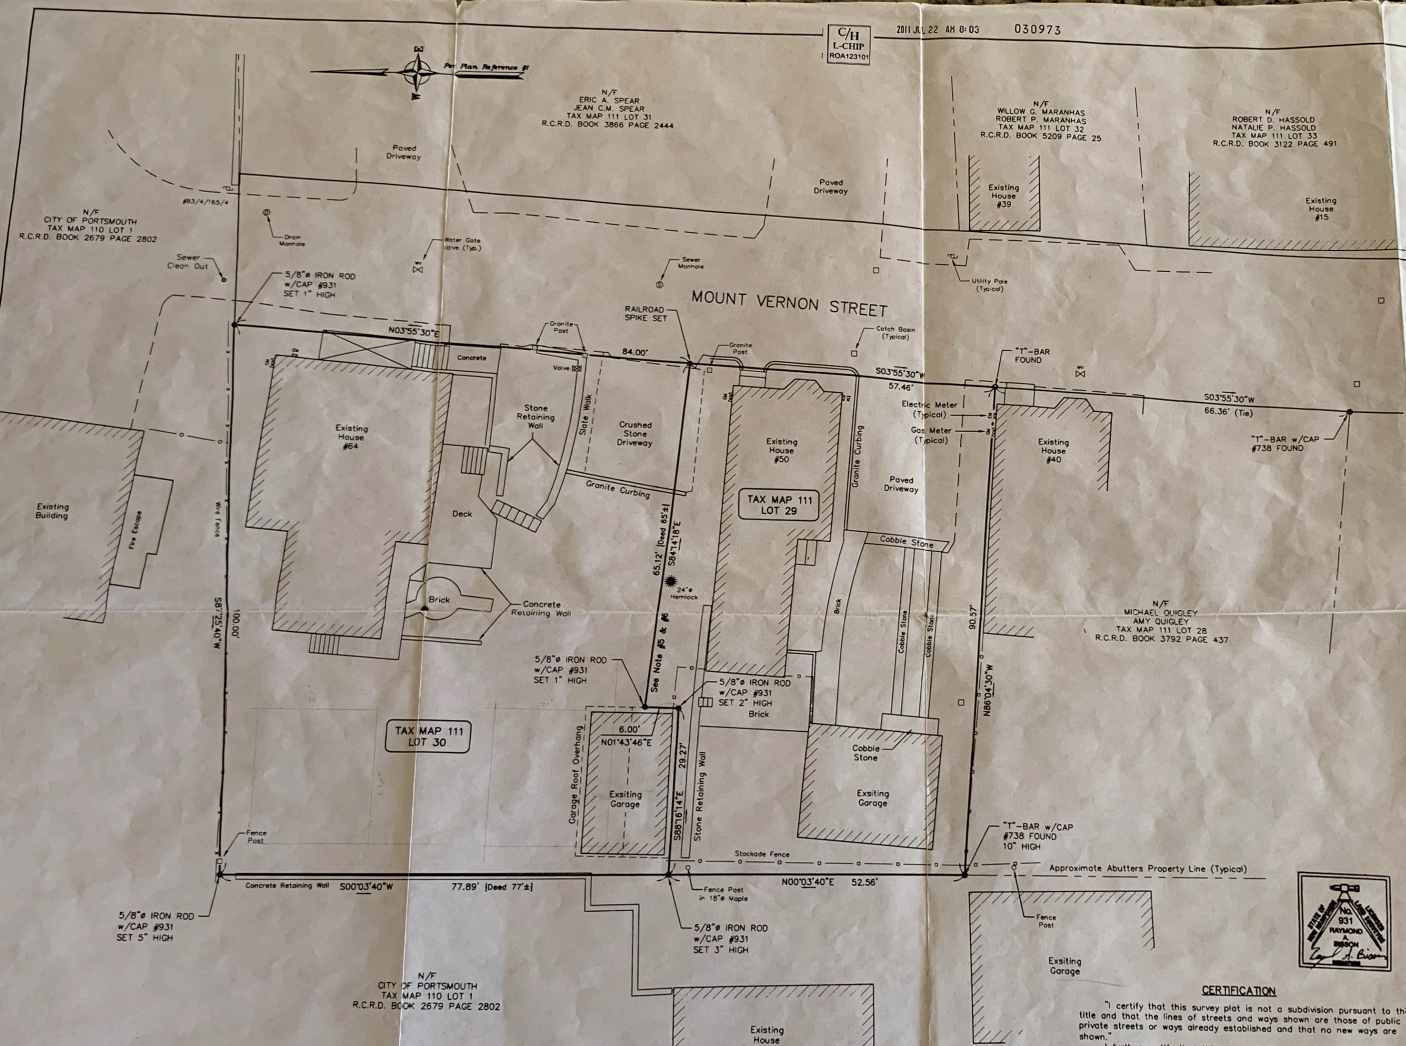 2011 JUL 22 AM 8:03
030973
C/H
L-CHIP
ROA123101
E
Per Plan Reference #1
W
N/F
ERIC A. SPEAR
JEAN C.M. SPEAR
TAX MAP 111 LOT 31
R.C.R.D. BOOK 3866 PAGE 2444
N/F
WILLOW G. MARANHAS
ROBERT P. MARANHAS
TAX MAP 111 LOT 32
R.C.R.D. BOOK 5209 PAGE 25
N/F
ROBERT D. HASSOLD
NATALIE P. HASSOLD
TAX MAP 111 LOT 33
R.C.R.D. BOOK 3122 PAGE 491
Paved
Driveway
Paved
Driveway
Existing
House
#39
Existing
House
#15
#83/4/165/4
N/F
CITY OF PORTSMOUTH
TAX MAP 110 LOT 1
R.C.R.D. BOOK 2679 PAGE 2802
Drain
Manhole
Water Gate
Valve (Typ.)
Sewer
Clean Out
Sewer
Manhole
Utility Pole
(Typical)
5/8"ø IRON ROD
w/CAP #931
SET 1" HIGH
MOUNT VERNON STREET
RAILROAD
SPIKE SET
N03°55'30"E
84.00'
Granite
Post
Granite
Post
Catch Basin
(Typical)
"T"-BAR
FOUND
Concrete
Valve
S03°55'30"W
57.46'
S03°55'30"W
66.36' (Tie)
Electric Meter
(Typical)
Gas Meter
(Typical)
"T"-BAR w/CAP
#738 FOUND
Existing
House
#64
Stone
Retaining
Wall
Slate Walk
Crushed
Stone
Driveway
Granite Curbing
Existing
House
#50
Granite Curbing
Paved
Driveway
Existing
House
#40
TAX MAP 111
LOT 29
Existing
Building
Fire Escape
Wire Fence
Deck
65.12' [Deed 65'±]
S84°14'18"E
Cobble Stone
24"ø
Hemlock
Brick
Concrete
Retaining Wall
S87°25'40"W
100.00'
Brick
Cobble Stone
Cobble Stone
90.57'
N86°04'30"W
N/F
MICHAEL QUIGLEY
AMY QUIGLEY
TAX MAP 111 LOT 28
R.C.R.D. BOOK 3792 PAGE 437
See Note #5 & #6
5/8"ø IRON ROD
w/CAP #931
SET 1" HIGH
5/8"ø IRON ROD
w/CAP #931
SET 2" HIGH
Brick
TAX MAP 111
LOT 30
6.00'
N01°43'46"E
Garage Roof Overhang
Exsiting
Garage
29.27'
S88°16'14"E
Stone Retaining Wall
Cobble
Stone
Exsiting
Garage
Fence
Post
"T"-BAR w/CAP
#738 FOUND
10" HIGH
Stockade Fence
Approximate Abutters Property Line (Typical)
Concrete Retaining Wall
S00°03'40"W
77.89' [Deed 77'±]
Fence Post
in 18"ø Maple
N00°03'40"E
52.56'
5/8"ø IRON ROD
w/CAP #931
SET 5" HIGH
5/8"ø IRON ROD
w/CAP #931
SET 3" HIGH
Fence
Post
Exsiting
Garage
N/F
CITY OF PORTSMOUTH
TAX MAP 110 LOT 1
R.C.R.D. BOOK 2679 PAGE 2802
Existing
House
STATE OF
NEW HAMPSHIRE
LICENSED
LAND SURVEYOR
No.
931
RAYMOND
A.
BISSON
CERTIFICATION
"I certify that this survey plat is not a subdivision pursuant to
title and that the lines of streets and ways shown are those of public
private streets or ways already established and that no new ways are
shown."